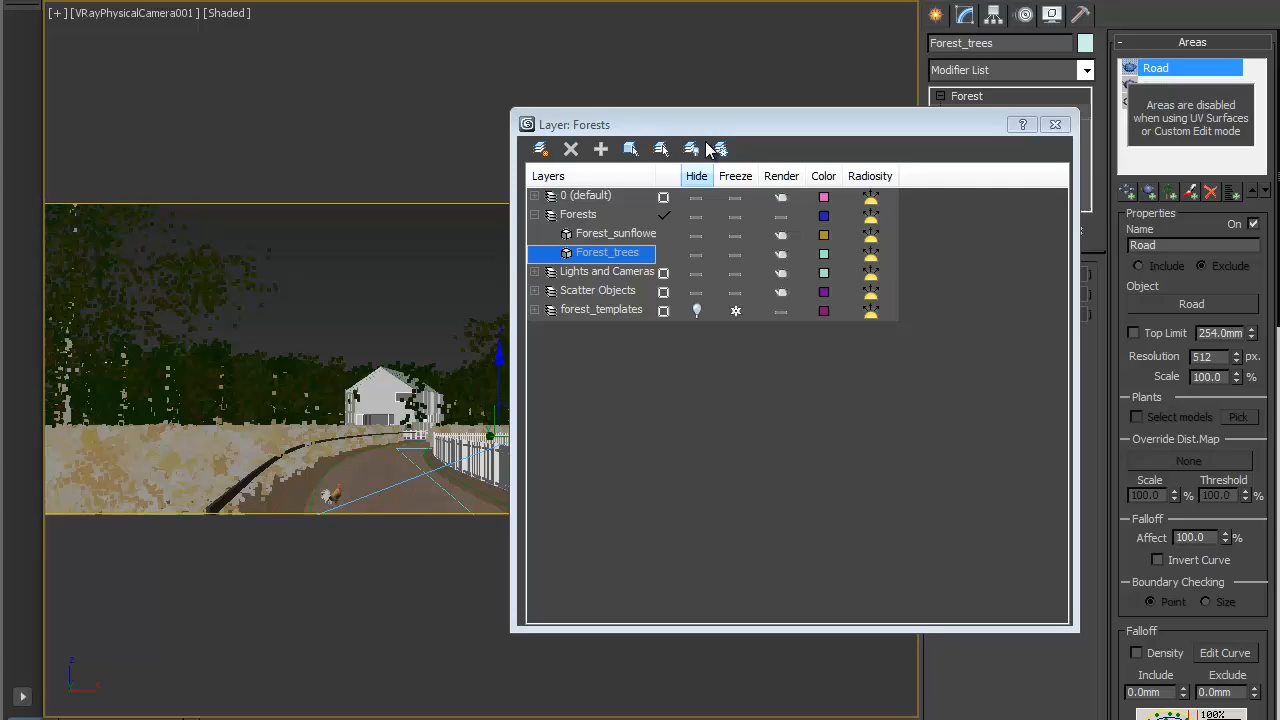 [+] [VRayPhysicalCamera001] [Shaded]
Forest_trees
Modifier List
Forest
Layer: Forests
?
Layers
Hide
Freeze
Render
Color
Radiosity
0 (default)
Forests
Forest_sunflowe
Forest_trees
Lights and Cameras
Scatter Objects
forest_templates
Areas
Road
Areas are disabled
when using UV Surfaces
or Custom Edit mode
Properties
Name
On
Road
Include
Exclude
Object
Road
Top Limit
254.0mm
Resolution
512
px.
Scale
100.0
%
Plants
Select models
Pick
Override Dist.Map
None
Scale
Threshold
100.0
%
100.0
%
Falloff
Affect
100.0
%
Invert Curve
Boundary Checking
Point
Size
Falloff
Density
Edit Curve
Include
Exclude
0.0mm
0.0mm
100%
z
x